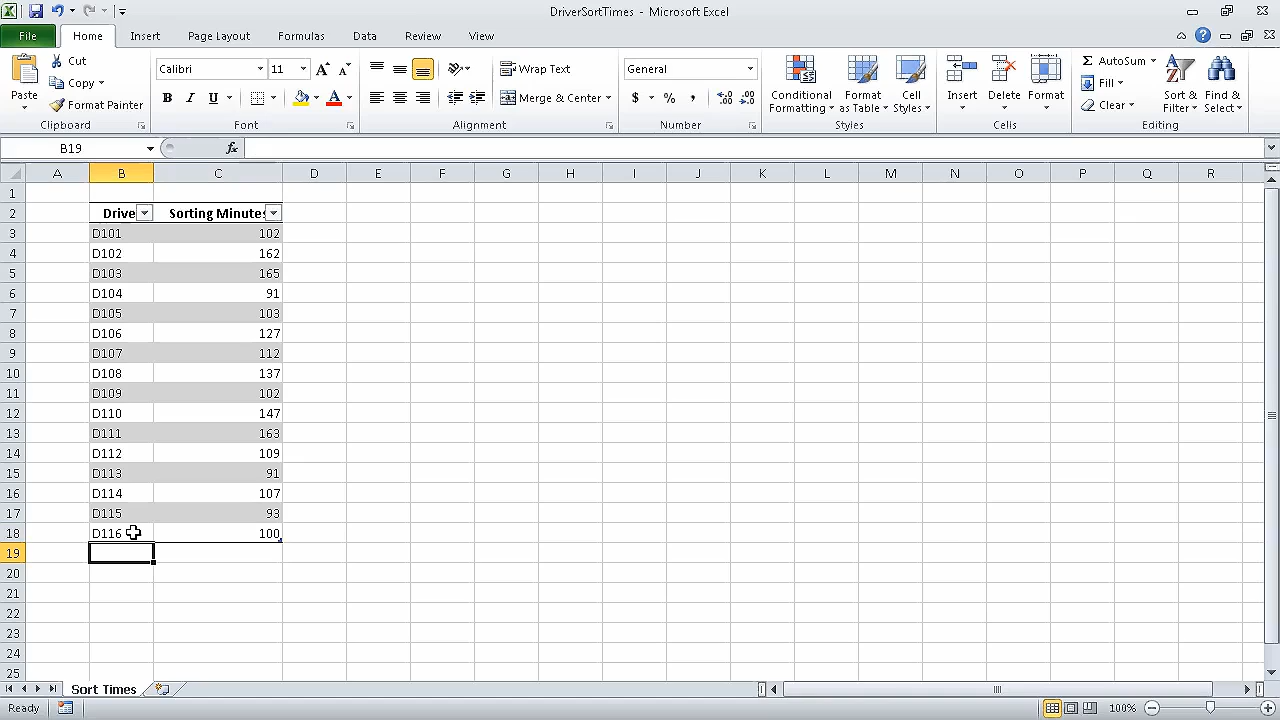 DriverSortTimes - Microsoft Excel
File Home Insert Page Layout Formulas Data Review View
Paste
Cut
Copy
Format Painter
Clipboard
Calibri 11
B I U
Font
Wrap Text
Merge & Center
Alignment
General
$ % ,
Number
Conditional Formatting
Format as Table
Cell Styles
Styles
Insert
Delete
Format
Cells
AutoSum
Fill
Clear
Sort & Filter
Find & Select
Editing
B19 fx
A B C D E F G H I J K L M N O P Q R
1
2 Drive Sorting Minutes
3 D101 102
4 D102 162
5 D103 165
6 D104 91
7 D105 103
8 D106 127
9 D107 112
10 D108 137
11 D109 102
12 D110 147
13 D111 163
14 D112 109
15 D113 91
16 D114 107
17 D115 93
18 D116 100
19
20
21
22
23
24
25
Sort Times
Ready 100%